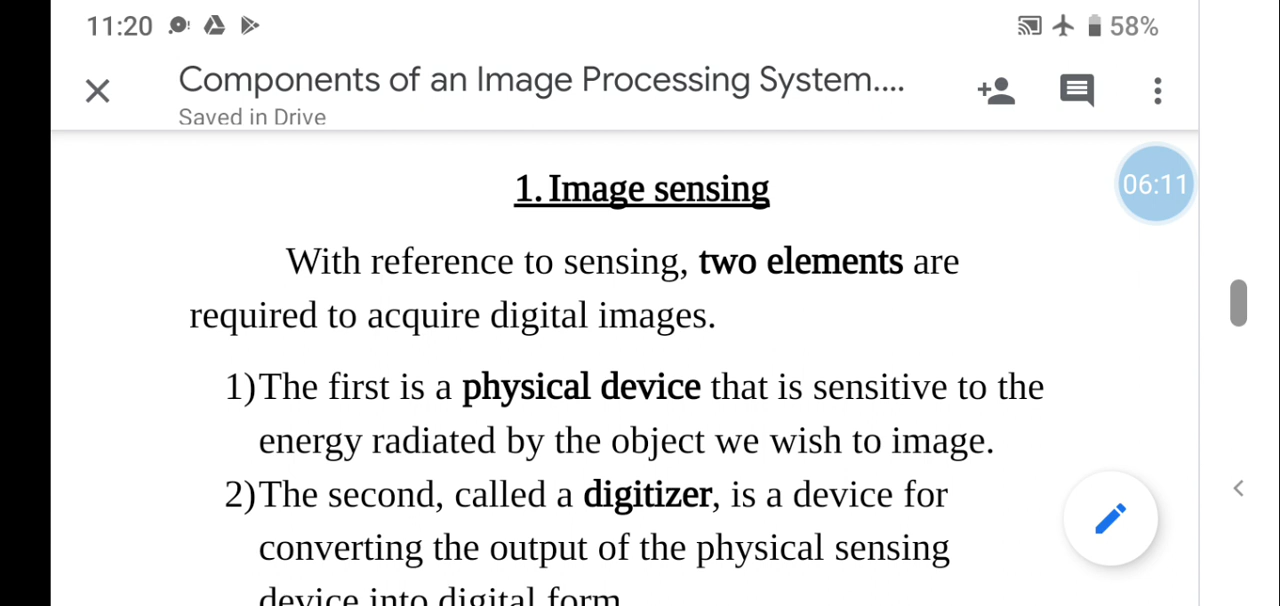 11:20 58%
Components of an Image Processing System....
Saved in Drive
1. Image sensing
06:11
With reference to sensing, two elements are
required to acquire digital images.
1) The first is a physical device that is sensitive to the
energy radiated by the object we wish to image.
2) The second, called a digitizer, is a device for
converting the output of the physical sensing
device into digital form